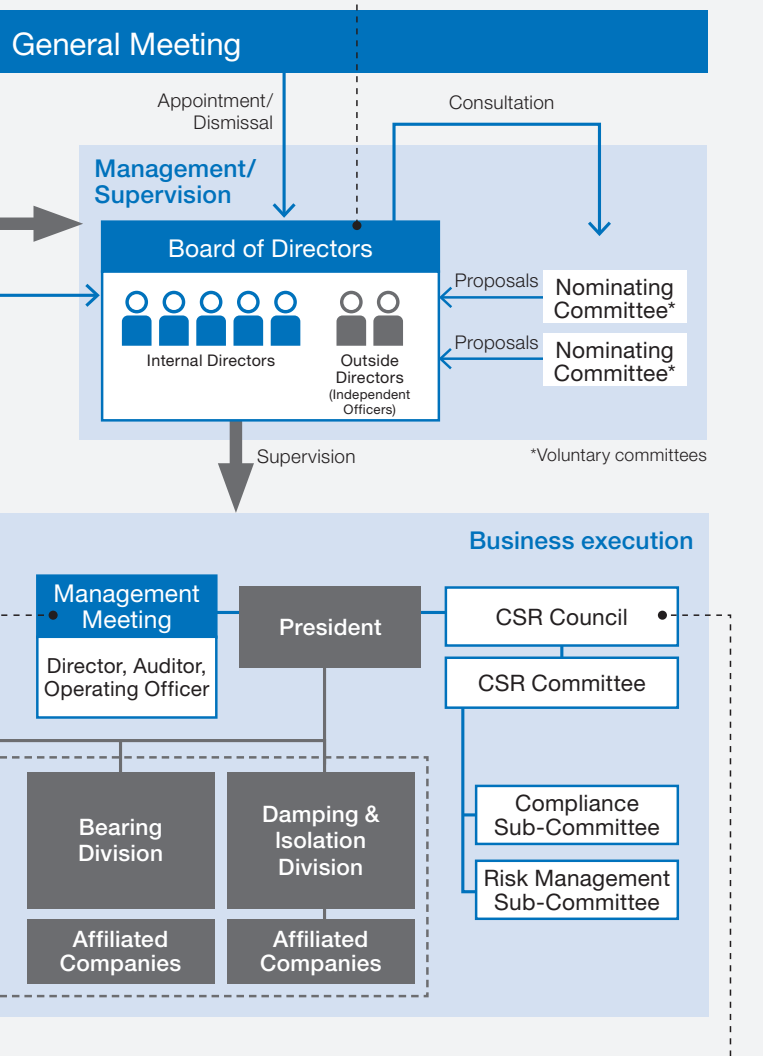 General Meeting
Appointment/
Dismissal
Consultation
Management/
Supervision
Board of Directors
Internal Directors
Outside
Directors
(Independent
Officers)
Proposals
Nominating
Committee*
Proposals
Nominating
Committee*
Supervision
*Voluntary committees
Business execution
Management
Meeting
Director, Auditor,
Operating Officer
President
CSR Council
CSR Committee
Bearing
Division
Damping &
Isolation
Division
Compliance
Sub-Committee
Risk Management
Sub-Committee
Affiliated
Companies
Affiliated
Companies